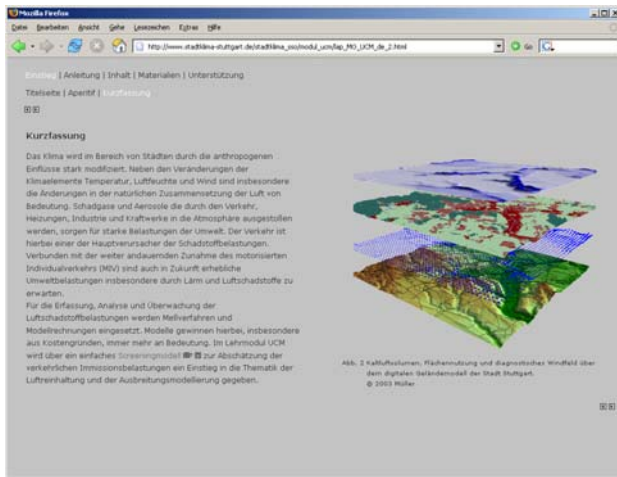 Mozilla Firefox
Datei Bearbeiten Ansicht Gehe Lesezeichen Extras Hilfe
http://www.stadtklima-stuttgart.de/stadtklima_sio/modul_ucm/lap_MO_UCM_de_2.html
Go
Einstieg | Anleitung | Inhalt | Materialien | Unterstützung
Titelseite | Aperitif | Kurzfassung
Kurzfassung
Das Klima wird im Bereich von Städten durch die anthropogenen
Einflüsse stark modifiziert. Neben den Veränderungen der
Klimaelemente Temperatur, Luftfeuchte und Wind sind insbesondere
die Änderungen in der natürlichen Zusammensetzung der Luft von
Bedeutung. Schadgase und Aerosole die durch den Verkehr,
Heizungen, Industrie und Kraftwerke in die Atmosphäre ausgestoßen
werden, sorgen für starke Belastungen der Umwelt. Der Verkehr ist
hierbei einer der Hauptverursacher der Schadstoffbelastungen.
Verbunden mit der weiter andauernden Zunahme des motorisierten
Individualverkehrs (MIV) sind auch in Zukunft erhebliche
Umweltbelastungen insbesondere durch Lärm und Luftschadstoffe zu
erwarten.
Für die Erfassung, Analyse und Überwachung der
Luftschadstoffbelastungen werden Meßverfahren und
Modellrechnungen eingesetzt. Modelle gewinnen hierbei, insbesondere
aus Kostengründen, immer mehr an Bedeutung. Im Lehrmodul UCM
wird über ein einfaches Screeningmodell zur Abschätzung der
verkehrlichen Immissionsbelastungen ein Einstieg in die Thematik der
Luftreinhaltung und der Ausbreitungsmodellierung gegeben.
Abb. 2 Kaltluftvolumen, Flächennutzung und diagnostisches Windfeld über
dem digitalen Geländemodell der Stadt Stuttgart.
© 2003 Müller